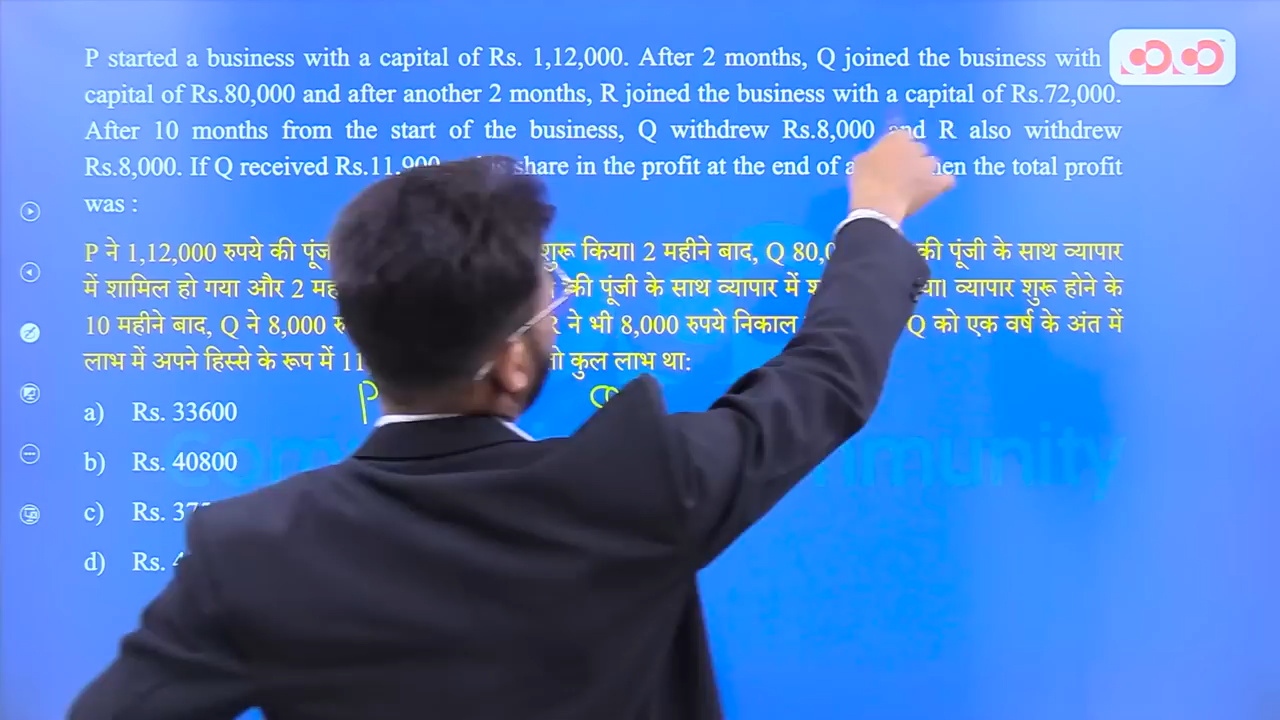 P started a business with a capital of Rs. 1,12,000. After 2 months, Q joined the business with
capital of Rs.80,000 and after another 2 months, R joined the business with a capital of Rs.72,000.
After 10 months from the start of the business, Q withdrew Rs.8,000 and R also withdrew
Rs.8,000. If Q received Rs.11,900 share in the profit at the end of a then the total profit
was :
P ने 1,12,000 रुपये की शुरू किया। 2 महीने बाद, Q की पूंजी के साथ व्यापार
में शामिल हो गया और 2 की पूंजी के साथ व्यापार में व्यापार शुरू होने के
10 महीने बाद, Q ने 8,000 R ने भी 8,000 रुपये निकाल Q को एक वर्ष के अंत में
लाभ में अपने हिस्से के रूप में कुल लाभ था:
P
a) Rs. 33600
b) Rs. 40800
c) Rs.
d) Rs.